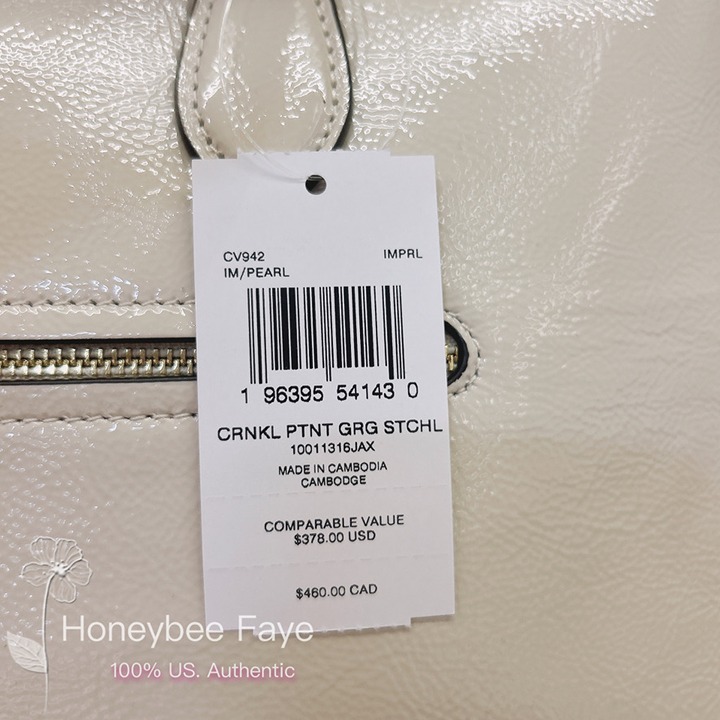 CV942 IMPRL
IM/PEARL
1 96395 54143 0
CRNKL PTNT GRG STCHL
10011316JAX
MADE IN CAMBODIA
CAMBODGE
COMPARABLE VALUE
$378.00 USD
$460.00 CAD
Honeybee Faye
100% US. Authentic